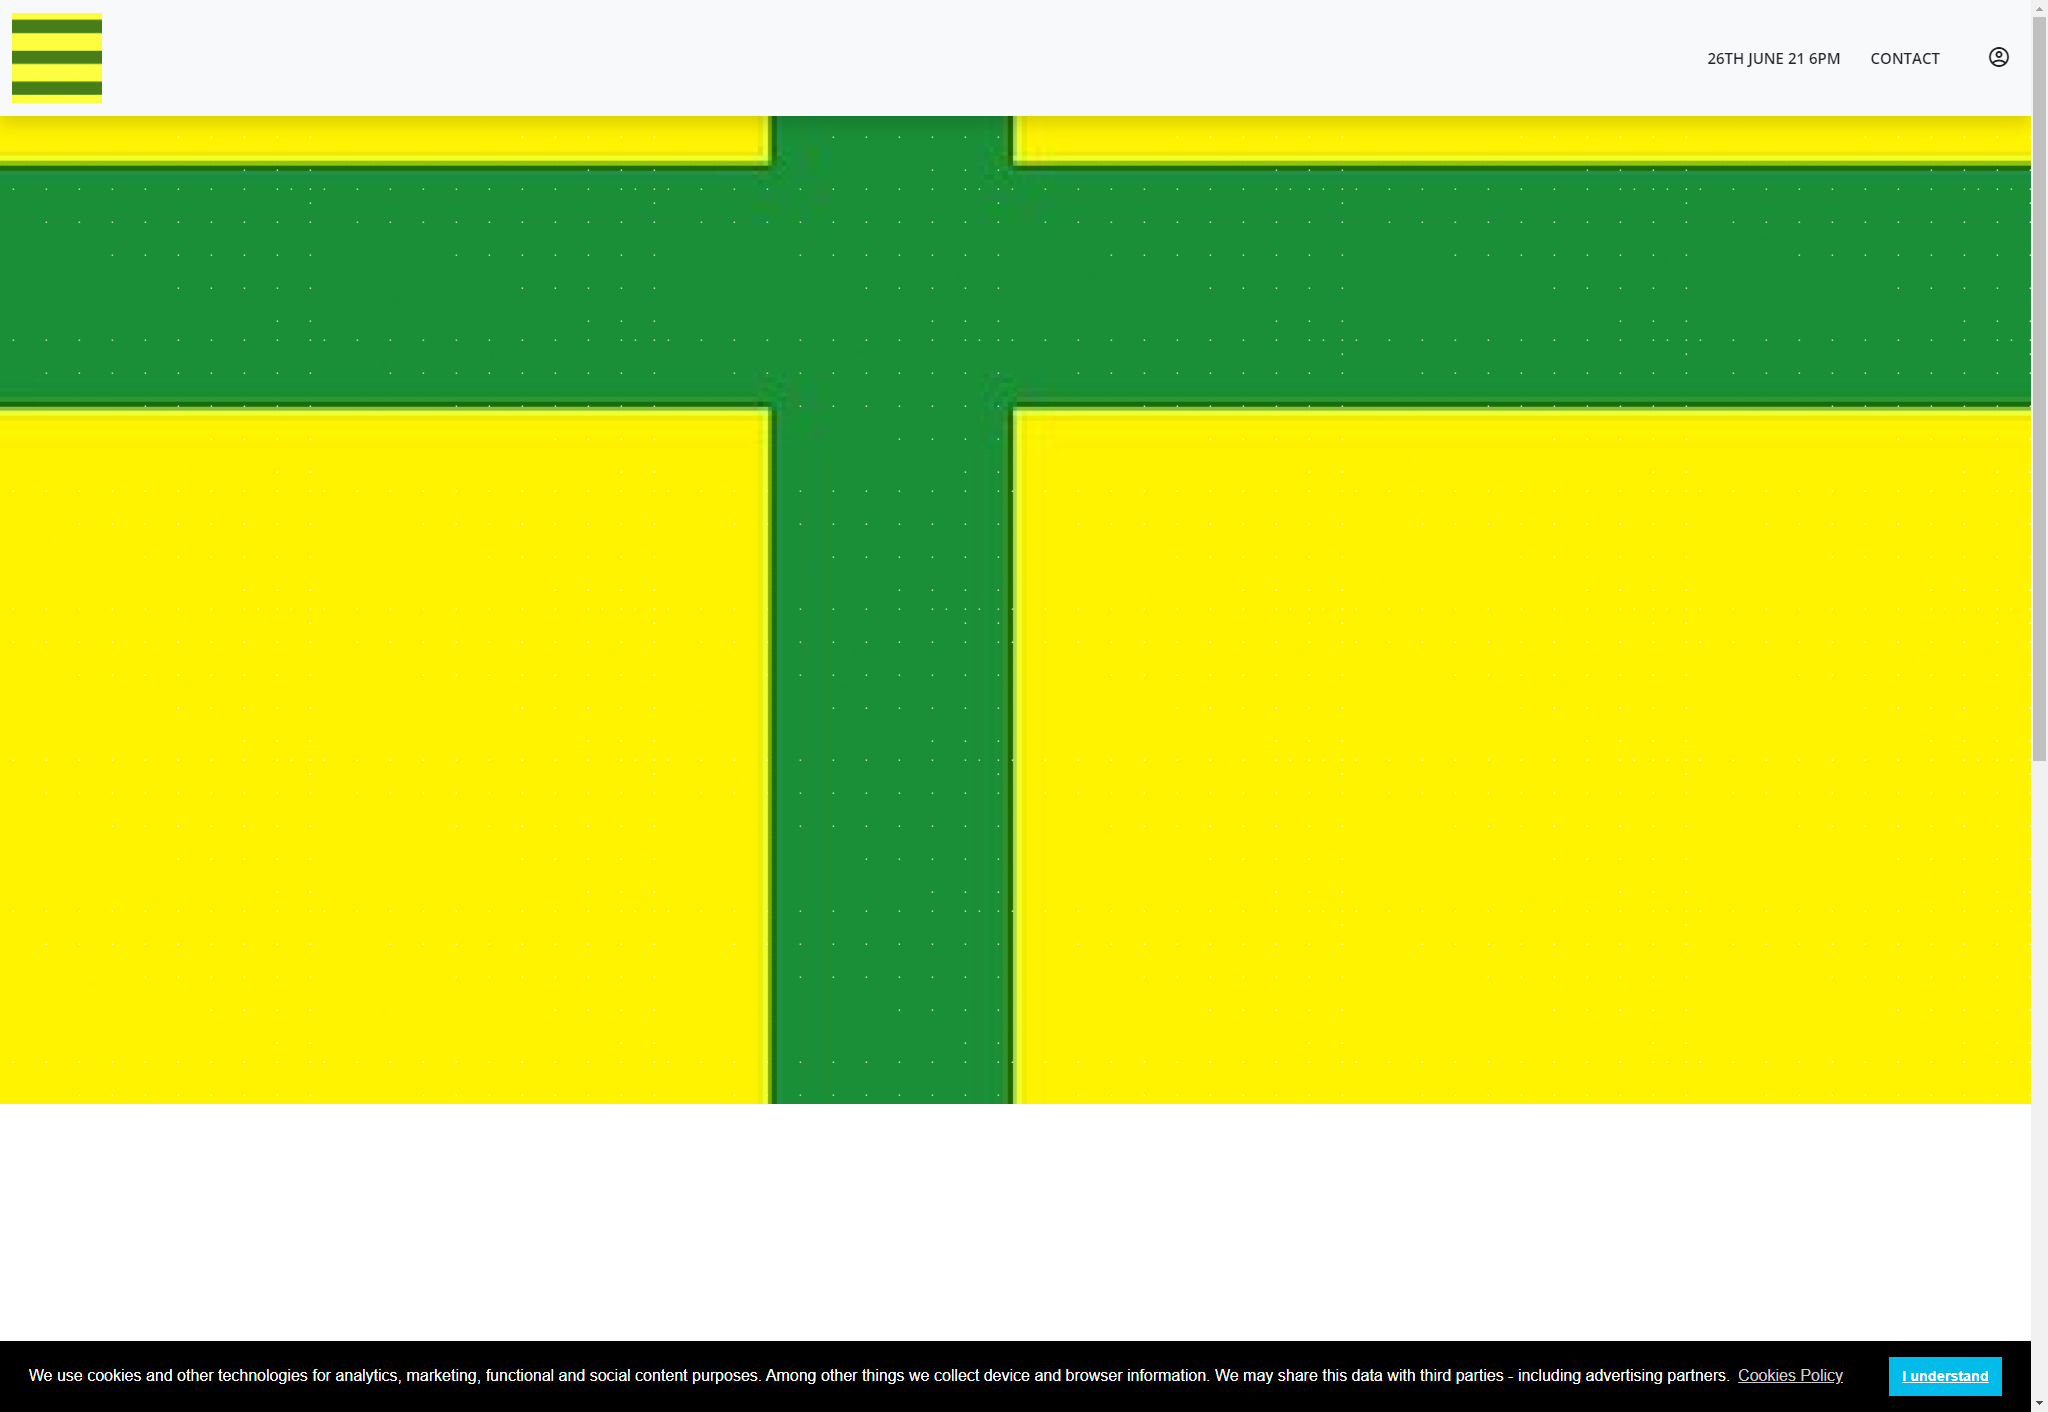 26TH JUNE 21 6PM CONTACT
We use cookies and other technologies for analytics, marketing, functional and social content purposes. Among other things we collect device and browser information. We may share this data with third parties - including advertising partners. Cookies Policy I understand